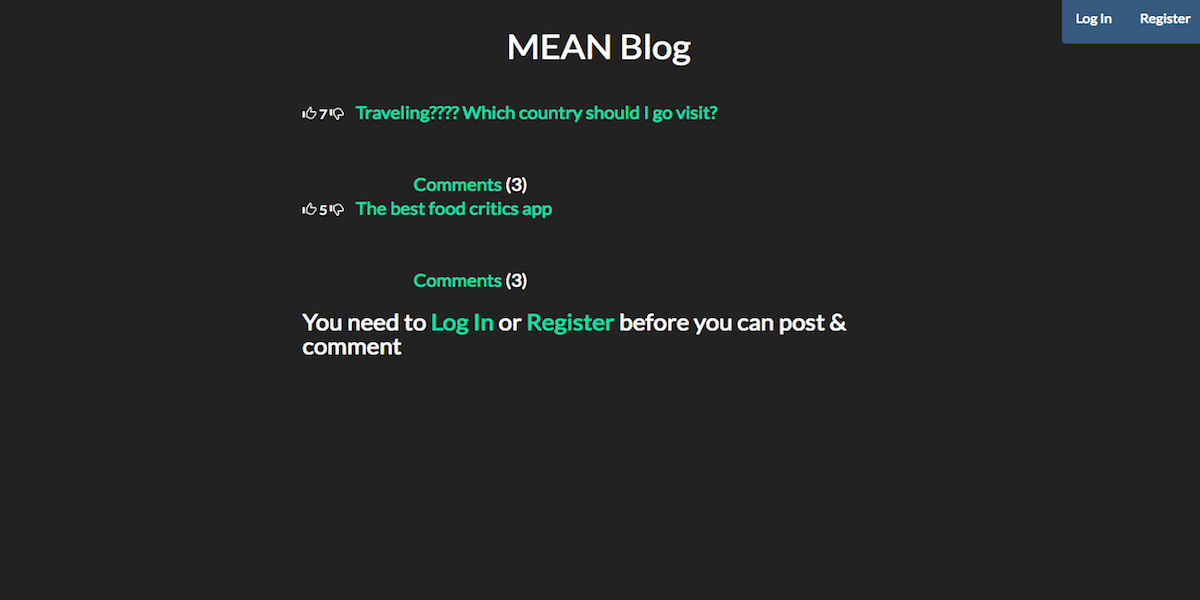 Log In Register
MEAN Blog
7 Traveling???? Which country should I go visit?
Comments (3)
5 The best food critics app
Comments (3)
You need to Log In or Register before you can post &
comment